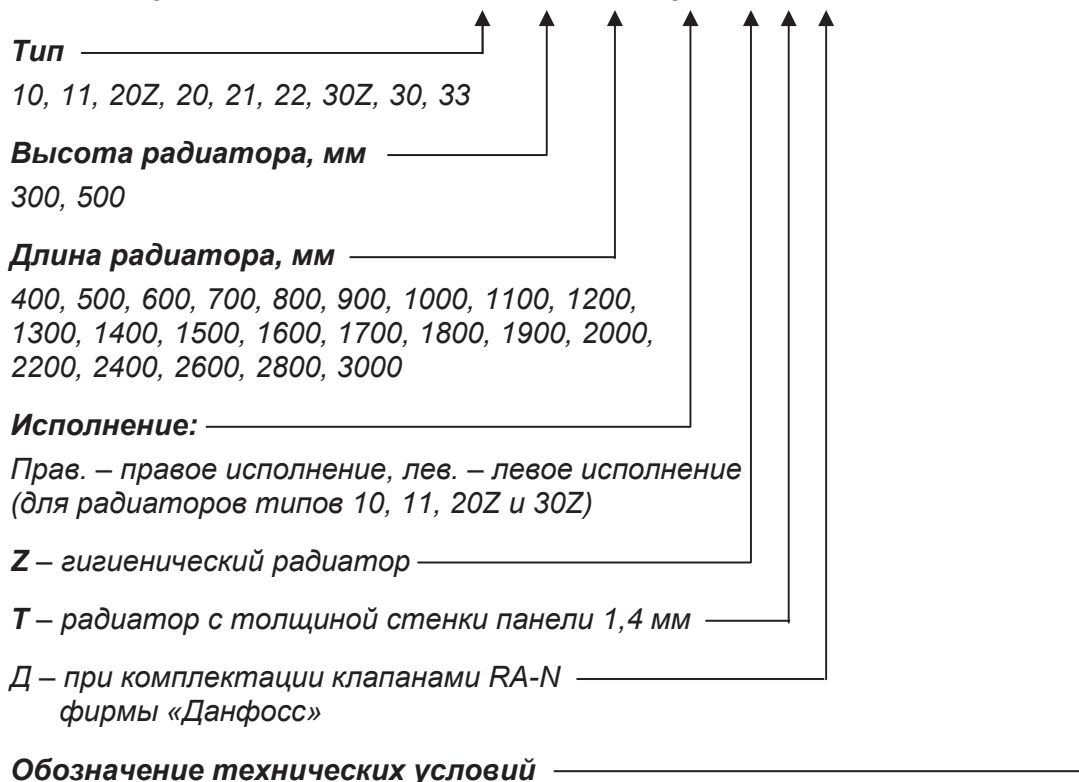 Тип
10, 11, 20Z, 20, 21, 22, 30Z, 30, 33
Высота радиатора, мм
300, 500
Длина радиатора, мм
400, 500, 600, 700, 800, 900, 1000, 1100, 1200,
1300, 1400, 1500, 1600, 1700, 1800, 1900, 2000,
2200, 2400, 2600, 2800, 3000
Исполнение:
Прав. – правое исполнение, лев. – левое исполнение
(для радиаторов типов 10, 11, 20Z и 30Z)
Z – гигиенический радиатор
Т – радиатор с толщиной стенки панели 1,4 мм
Д – при комплектации клапанами RA-N
фирмы «Данфосс»
Обозначение технических условий